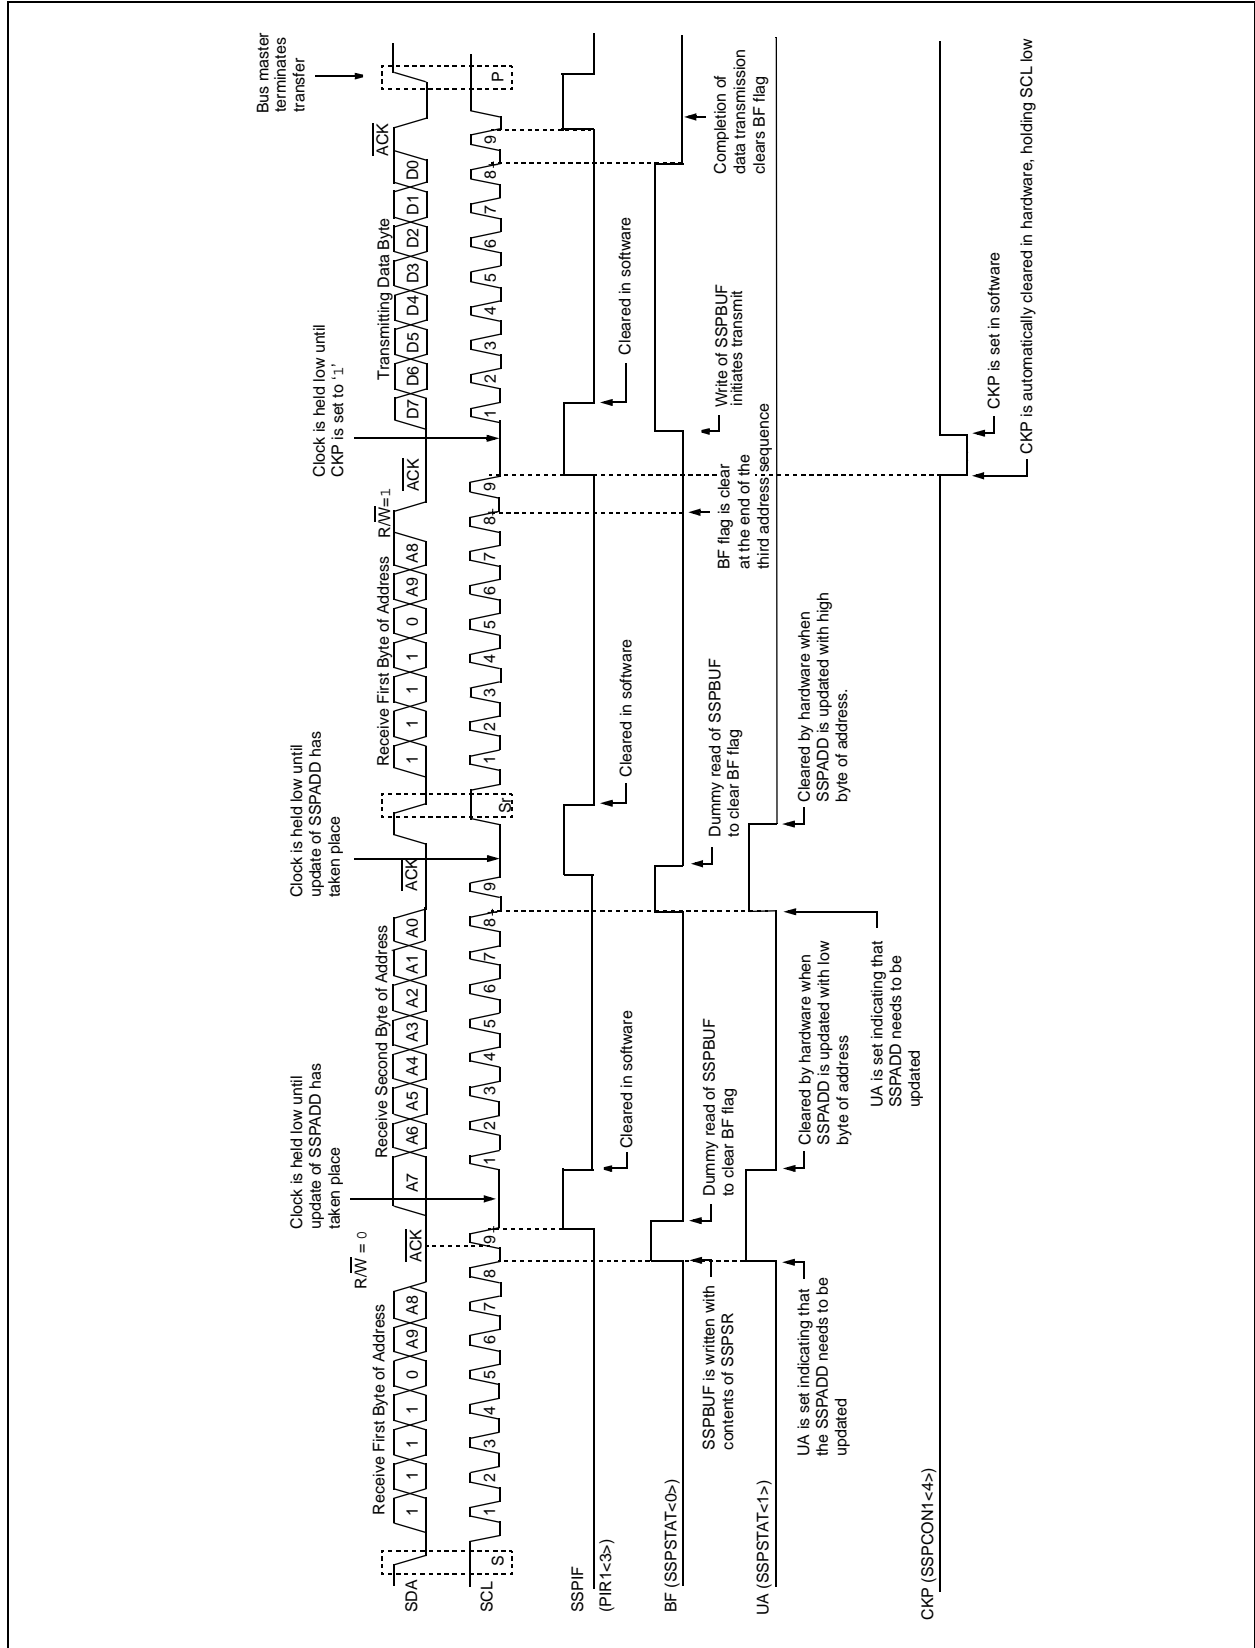 Bus master
terminates
transfer
Clock is held low until
CKP is set to ‘1’
Clock is held low until
update of SSPADD has
taken place
Clock is held low until
update of SSPADD has
taken place
R/W = 0
R/W=1
Receive First Byte of Address
ACK
Receive Second Byte of Address
ACK
Receive First Byte of Address
ACK
Transmitting Data Byte
ACK
SDA
1 1 1 1 0 A9 A8
A7 A6 A5 A4 A3 A2 A1 A0
1 1 1 1 0 A9 A8
D7 D6 D5 D4 D3 D2 D1 D0
SCL
S
1 2 3 4 5 6 7 8 9
1 2 3 4 5 6 7 8 9
Sr
1 2 3 4 5 6 7 8 9
1 2 3 4 5 6 7 8 9
P
SSPIF
(PIR1<3>)
Cleared in software
Cleared in software
Cleared in software
BF (SSPSTAT<0>)
SSPBUF is written with
contents of SSPSR
Dummy read of SSPBUF
to clear BF flag
Dummy read of SSPBUF
to clear BF flag
BF flag is clear
at the end of the
third address sequence
Write of SSPBUF
initiates transmit
Completion of
data transmission
clears BF flag
UA (SSPSTAT<1>)
UA is set indicating that
the SSPADD needs to be
updated
Cleared by hardware when
SSPADD is updated with low
byte of address
UA is set indicating that
SSPADD needs to be
updated
Cleared by hardware when
SSPADD is updated with high
byte of address.
CKP (SSPCON1<4>)
CKP is set in software
CKP is automatically cleared in hardware, holding SCL low